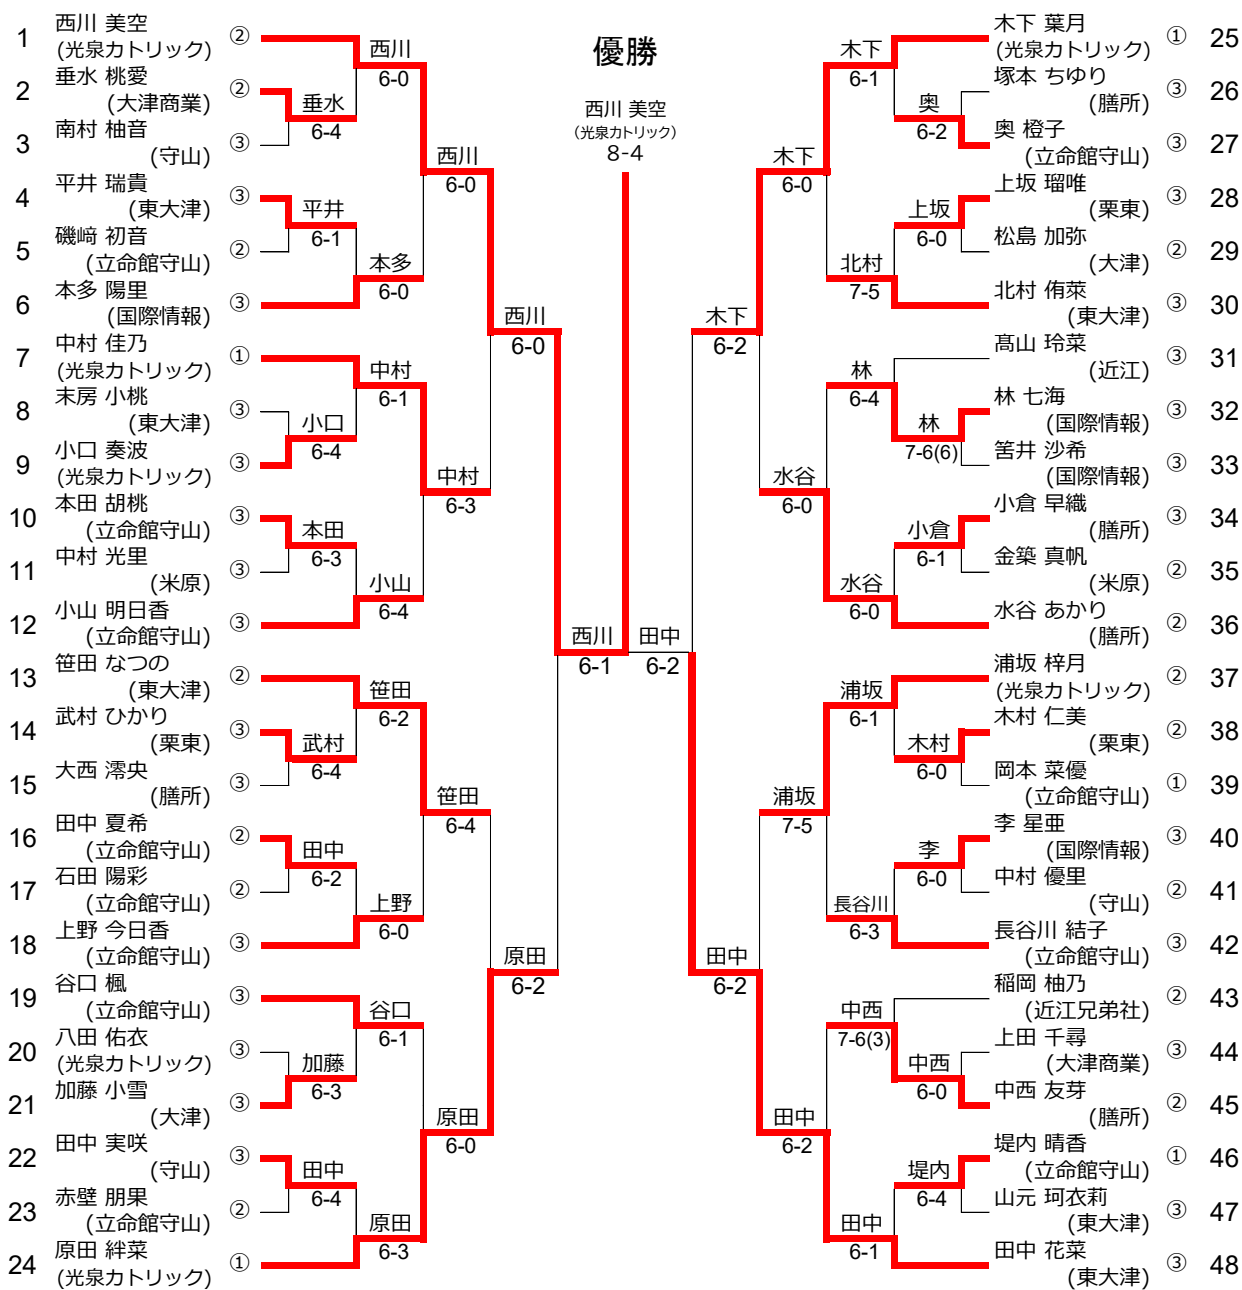 優勝
西川 美空
(光泉カトリック)
8-4
1 西川 美空 ②
(光泉カトリック)
2 垂水 桃愛 ②
(大津商業)
3 南村 柚音 ③
(守山)
4 平井 瑞貴 ③
(東大津)
5 磯﨑 初音 ②
(立命館守山)
6 本多 陽里 ③
(国際情報)
7 中村 佳乃 ①
(光泉カトリック)
8 末房 小桃 ③
(東大津)
9 小口 奏波 ③
(光泉カトリック)
10 本田 胡桃 ③
(立命館守山)
11 中村 光里 ③
(米原)
12 小山 明日香 ③
(立命館守山)
13 笹田 なつの ②
(東大津)
14 武村 ひかり ③
(栗東)
15 大西 澪央 ③
(膳所)
16 田中 夏希 ②
(立命館守山)
17 石田 陽彩 ②
(立命館守山)
18 上野 今日香 ③
(立命館守山)
19 谷口 楓 ③
(立命館守山)
20 八田 佑衣 ③
(光泉カトリック)
21 加藤 小雪 ③
(大津)
22 田中 実咲 ③
(守山)
23 赤壁 朋果 ②
(立命館守山)
24 原田 絆菜 ①
(光泉カトリック)
垂水
6-4
平井
6-1
小口
6-4
本田
6-3
武村
6-4
田中
6-2
加藤
6-3
田中
6-4
西川
6-0
本多
6-0
中村
6-1
小山
6-4
笹田
6-2
上野
6-0
谷口
6-1
原田
6-3
西川
6-0
中村
6-3
笹田
6-4
原田
6-0
西川
6-0
原田
6-2
西川
6-1
田中
6-2
木下
6-2
田中
6-2
木下
6-0
水谷
6-0
浦坂
7-5
田中
6-2
木下
6-1
北村
7-5
林
6-4
水谷
6-0
浦坂
6-1
長谷川
6-3
中西
7-6(3)
田中
6-1
奥
6-2
上坂
6-0
林
7-6(6)
小倉
6-1
木村
6-0
李
6-0
中西
6-0
堤内
6-4
木下 葉月 ① 25
(光泉カトリック)
塚本 ちゆり ③ 26
(膳所)
奥 橙子 ③ 27
(立命館守山)
上坂 瑠唯 ③ 28
(栗東)
松島 加弥 ② 29
(大津)
北村 侑萊 ③ 30
(東大津)
髙山 玲菜 ③ 31
(近江)
林 七海 ③ 32
(国際情報)
筈井 沙希 ③ 33
(国際情報)
小倉 早織 ③ 34
(膳所)
金築 真帆 ② 35
(米原)
水谷 あかり ② 36
(膳所)
浦坂 梓月 ② 37
(光泉カトリック)
木村 仁美 ② 38
(栗東)
岡本 菜優 ① 39
(立命館守山)
李 星亜 ③ 40
(国際情報)
中村 優里 ② 41
(守山)
長谷川 結子 ③ 42
(立命館守山)
稲岡 柚乃 ② 43
(近江兄弟社)
上田 千尋 ③ 44
(大津商業)
中西 友芽 ② 45
(膳所)
堤内 晴香 ① 46
(立命館守山)
山元 珂衣莉 ③ 47
(東大津)
田中 花菜 ③ 48
(東大津)